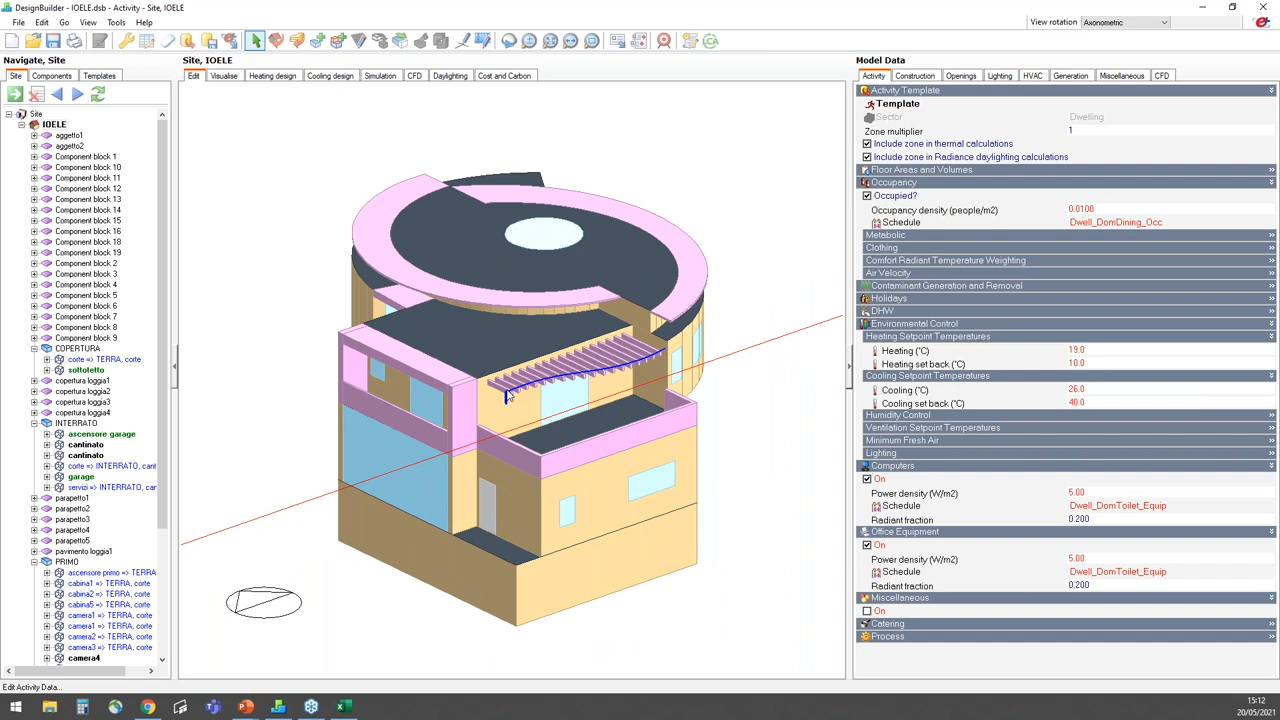 DesignBuilder - IOELE.dsb - Activity - Site, IOELE
File Edit Go View Tools Help
View rotation Axonometric
Navigate, Site
Site Components Templates
Site
IOELE
aggetto1
aggetto2
Component block 1
Component block 10
Component block 11
Component block 12
Component block 13
Component block 14
Component block 15
Component block 16
Component block 18
Component block 19
Component block 2
Component block 3
Component block 4
Component block 5
Component block 6
Component block 7
Component block 8
Component block 9
COPERTURA
corte => TERRA, corte
sottotetto
copertura loggia1
copertura loggia2
copertura loggia3
copertura loggia4
INTERRATO
ascensore garage
cantinato
cantinato
corte => INTERRATO, can
garage
servizi => INTERRATO, can
parapetto1
parapetto2
parapetto3
parapetto4
parapetto5
pavimento loggia1
PRIMO
ascensore primo => TERRA,
cabina1 => TERRA, corte
cabina2 => TERRA, corte
cabina5 => TERRA, corte
camera1 => TERRA, corte
camera1 => TERRA, corte
camera2 => TERRA, corte
camera3 => TERRA, corte
camera4
Site, IOELE
Edit Visualise Heating design Cooling design Simulation CFD Daylighting Cost and Carbon
Model Data
Activity Construction Openings Lighting HVAC Generation Miscellaneous CFD
Activity Template
Template
Sector Dwelling
Zone multiplier 1
Include zone in thermal calculations
Include zone in Radiance daylighting calculations
Floor Areas and Volumes
Occupancy
Occupied?
Occupancy density (people/m2) 0.0100
Schedule Dwell_DomDining_Occ
Metabolic
Clothing
Comfort Radiant Temperature Weighting
Air Velocity
Contaminant Generation and Removal
Holidays
DHW
Environmental Control
Heating Setpoint Temperatures
Heating (°C) 19.0
Heating set back (°C) 10.0
Cooling Setpoint Temperatures
Cooling (°C) 26.0
Cooling set back (°C) 40.0
Humidity Control
Ventilation Setpoint Temperatures
Minimum Fresh Air
Lighting
Computers
On
Power density (W/m2) 5.00
Schedule Dwell_DomToilet_Equip
Radiant fraction 0.200
Office Equipment
On
Power density (W/m2) 5.00
Schedule Dwell_DomToilet_Equip
Radiant fraction 0.200
Miscellaneous
On
Catering
Process
Edit Activity Data...
15:12
20/05/2021